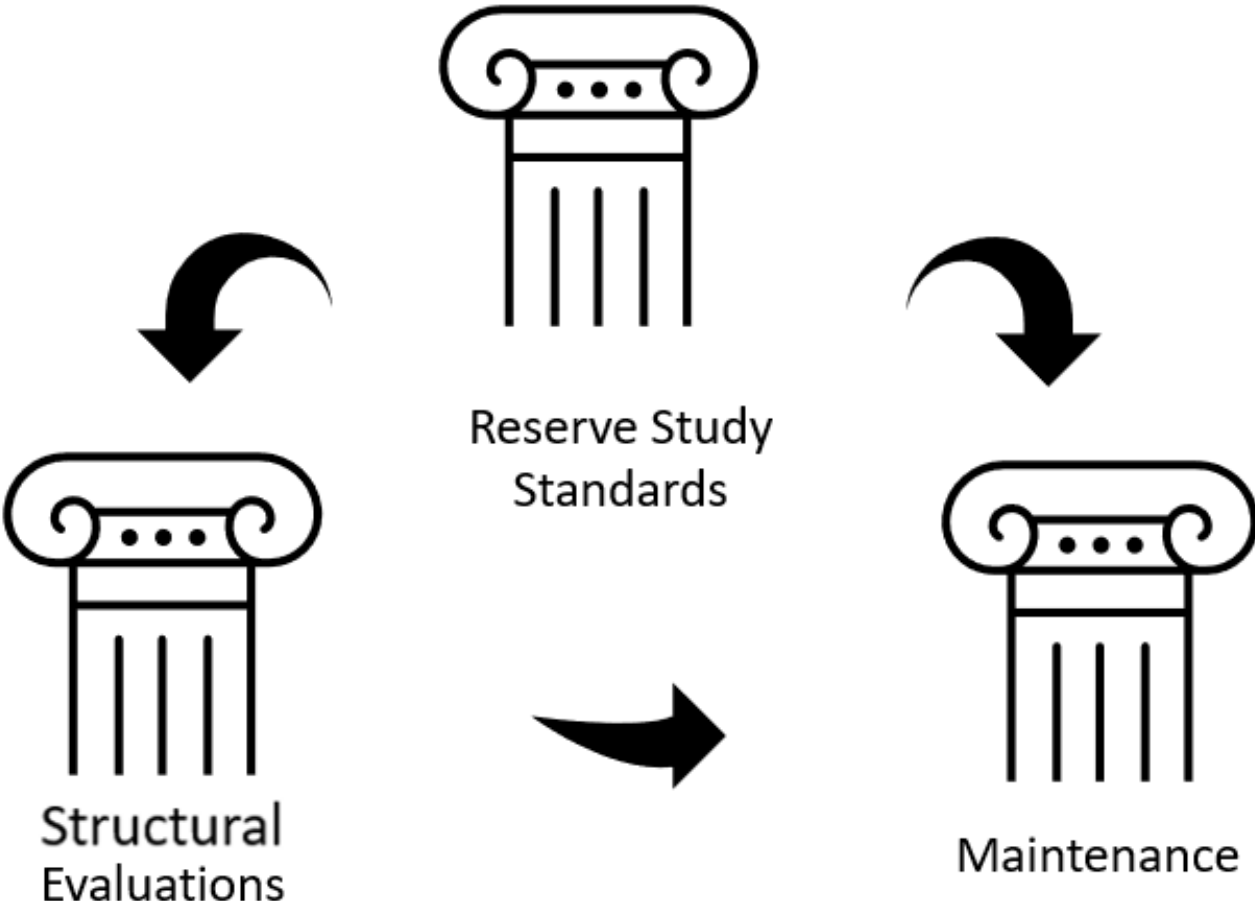 Reserve Study
Standards
Structural
Evaluations
Maintenance